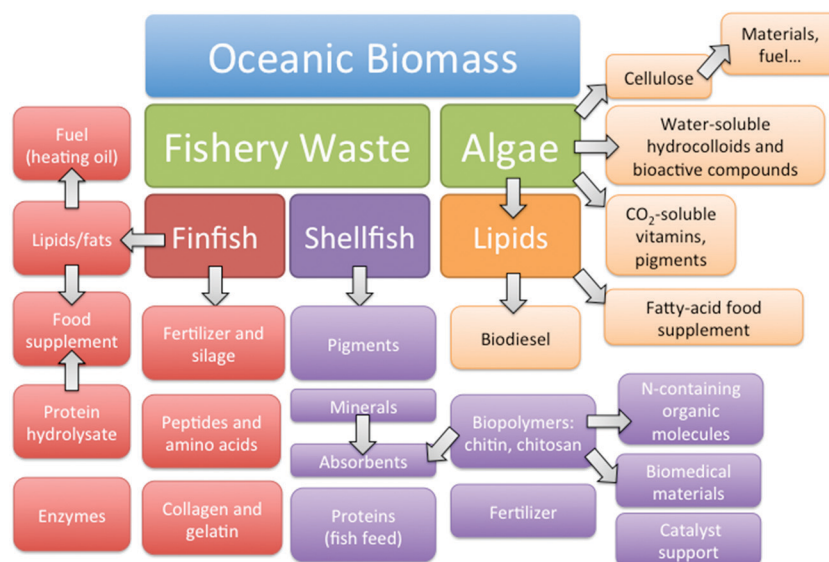 Oceanic Biomass
Materials,
fuel...
Cellulose
Fuel
(heating oil)
Fishery Waste
Algae
Water-soluble
hydrocolloids and
bioactive compounds
Lipids/fats
Finfish
Shellfish
Lipids
CO₂-soluble
vitamins,
pigments
Food
supplement
Fertilizer and
silage
Pigments
Biodiesel
Fatty-acid food
supplement
Protein
hydrolysate
Peptides and
amino acids
Minerals
Absorbents
Biopolymers:
chitin, chitosan
N-containing
organic
molecules
Biomedical
materials
Enzymes
Collagen and
gelatin
Proteins
(fish feed)
Fertilizer
Catalyst
support